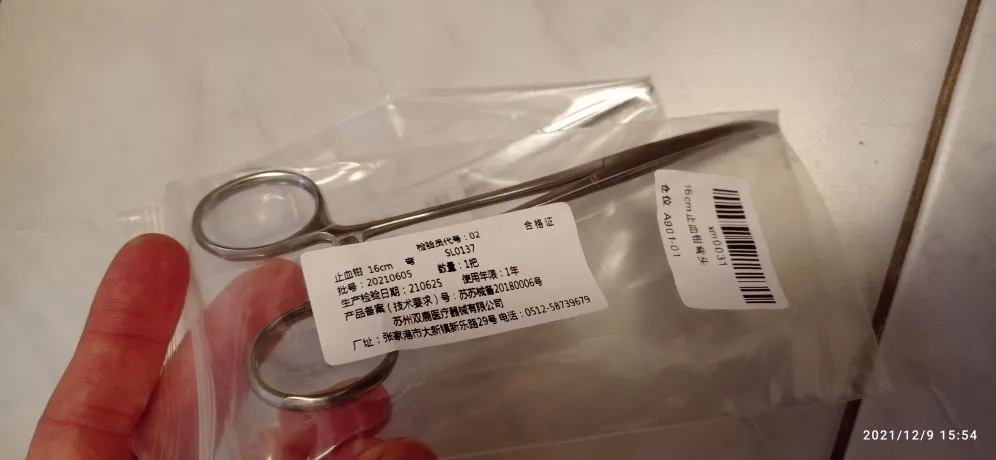 合格证
检验员代号：02
止血钳 16cm 弯 SL0137
批号：20210605 数量：1把
生产检验日期：210625 使用年限：1年
产品备案（技术要求）号：苏苏械备20180006号
苏州双鹿医疗器械有限公司
厂址：张家港市大新镇新乐路29号 电话：0512-58739679
xm0031
16cm止血钳弯头
仓位 A901-01
2021/12/9 15:54